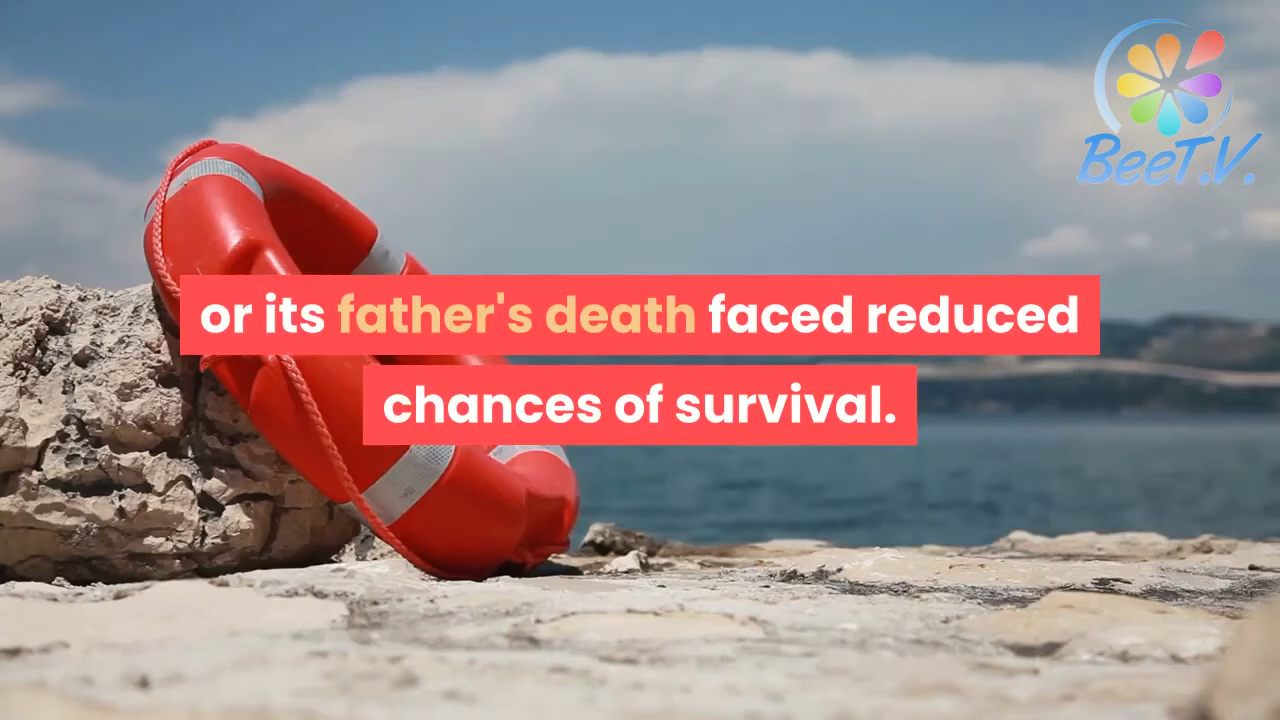 BeeT.V.
or its father's death faced reduced
chances of survival.